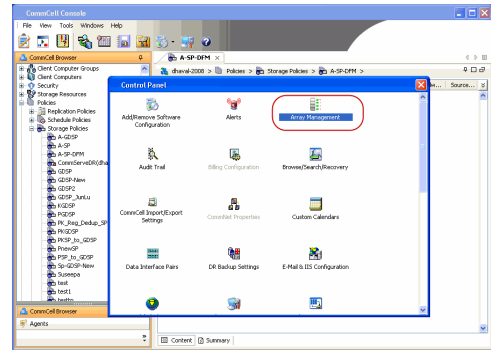 CommCell Console
File View Tools Windows Help
CommCell Browser
A-SP-DFM
Client Computer Groups
Client Computers
Security
Storage Resources
Policies
Replication Policies
Schedule Policies
Storage Policies
A-GDSP
A-SP
A-SP-DFM
CommServeDR(dha
GDSP
GDSP-New
GDSP2
GDSP_JunLu
KGDSP
PGDSP
PK_Reg_Dedup_SP
PKGDSP
PKSP_to_GDSP
PnewSP
PSP_to_GDSP
Sp-GDSP-New
Suseepa
test
test1
CommCell Browser
Agents
dhaval-2008 > Policies > Storage Policies > A-SP-DFM >
Source...
Control Panel
Add/Remove Software Configuration
Alerts
Array Management
Audit Trail
Billing Configuration
Browse/Search/Recovery
CommCell Import/Export Settings
CommNet Properties
Custom Calendars
Data Interface Pairs
DR Backup Settings
E-Mail & IIS Configuration
Content
Summary